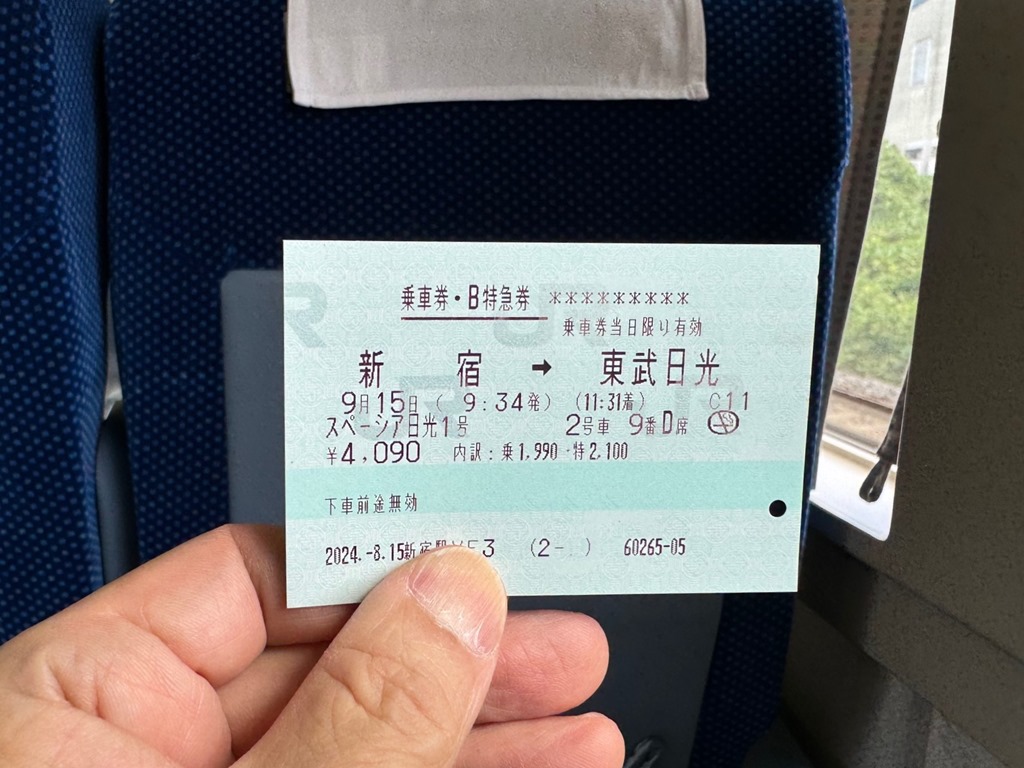 乗車券・B特急券 *********
乗車券当日限り有効
新 宿 → 東武日光
9月15日 ( 9:34発) (11:31着) C11
スペーシア日光1号 2号車 9番D席
¥4,090 内訳:乗1,990 特2,100
下車前途無効
2024.-8.15新宿 53 (2- ) 60265-05